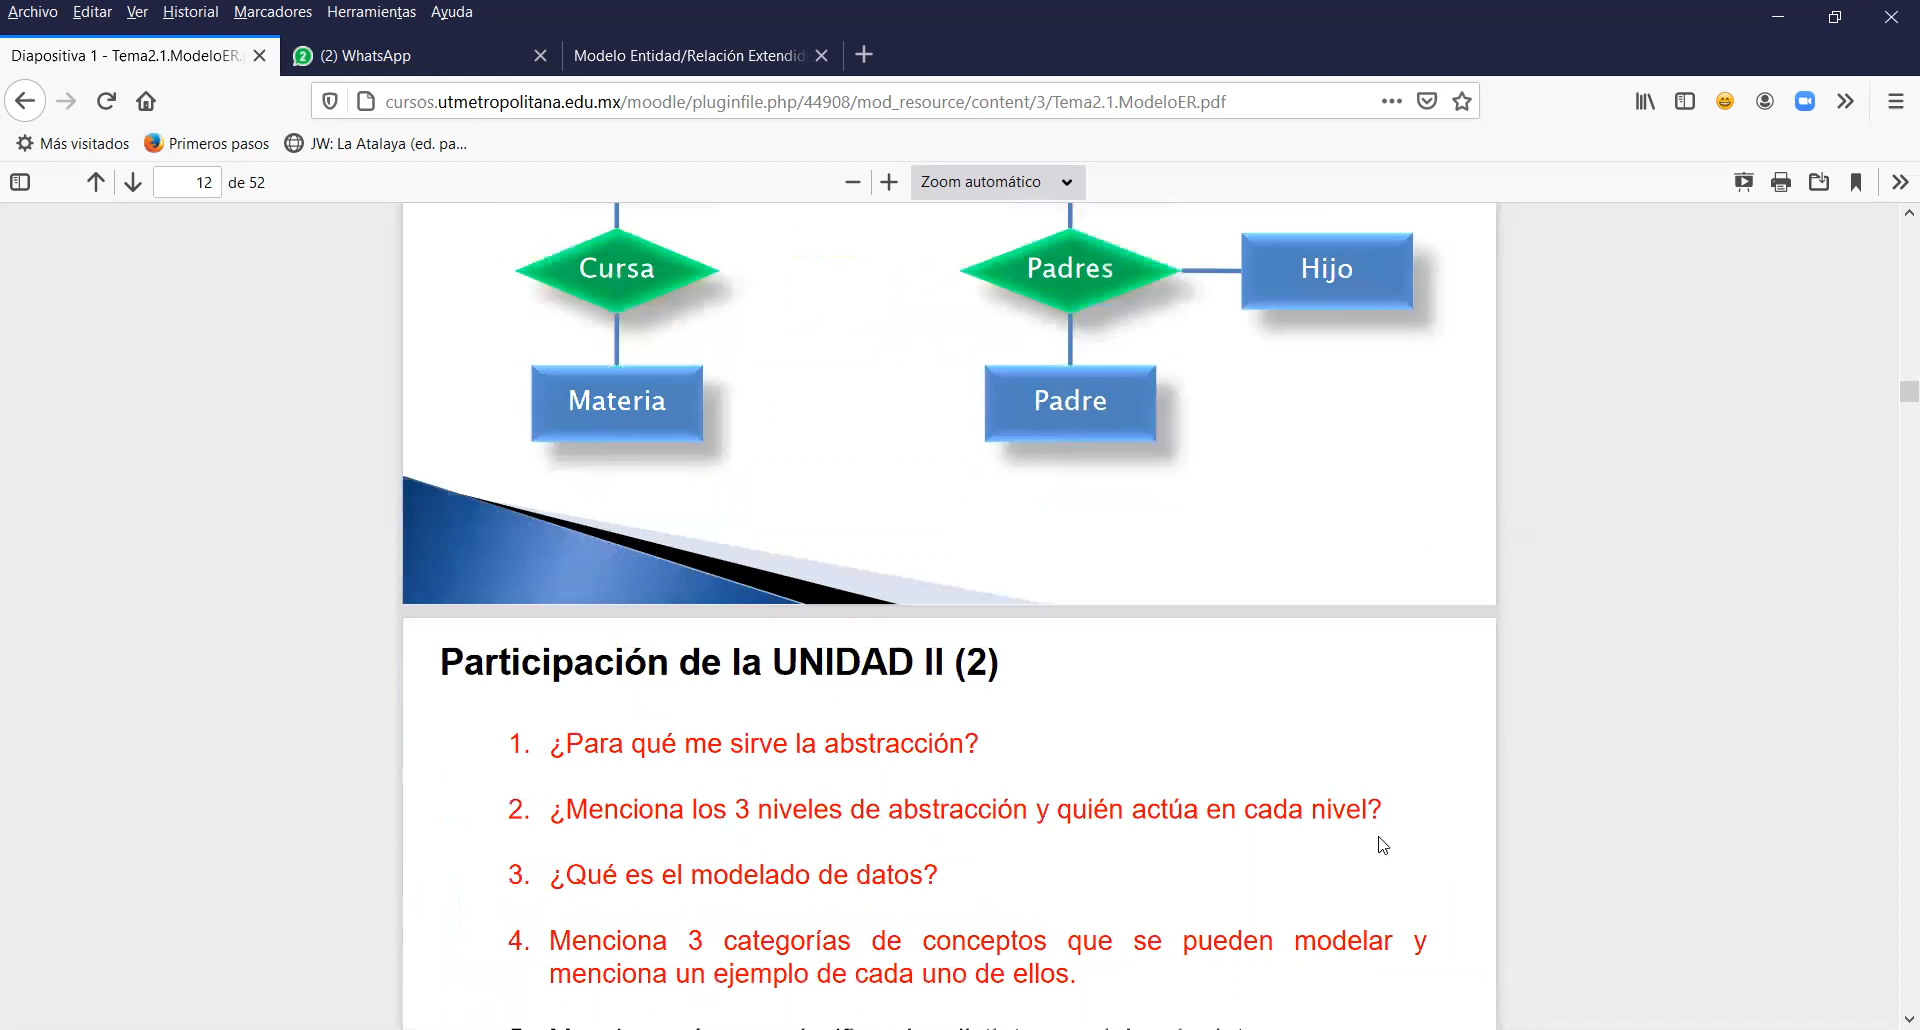 Archivo Editar Ver Historial Marcadores Herramientas Ayuda
Diapositiva 1 - Tema2.1.ModeloER.
(2) WhatsApp
Modelo Entidad/Relación Extendid
cursos.utmetropolitana.edu.mx/moodle/pluginfile.php/44908/mod_resource/content/3/Tema2.1.ModeloER.pdf
Más visitados Primeros pasos JW: La Atalaya (ed. pa...
12 de 52 Zoom automático
Cursa Padres Hijo
Materia Padre
Participación de la UNIDAD II (2)
1. ¿Para qué me sirve la abstracción?
2. ¿Menciona los 3 niveles de abstracción y quién actúa en cada nivel?
3. ¿Qué es el modelado de datos?
4. Menciona 3 categorías de conceptos que se pueden modelar y
menciona un ejemplo de cada uno de ellos.